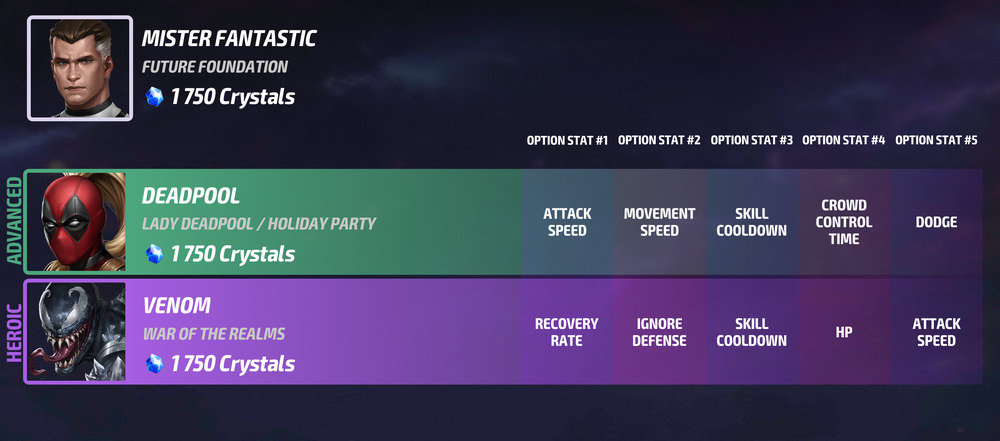 MISTER FANTASTIC
FUTURE FOUNDATION
1 750 Crystals
OPTION STAT #1 OPTION STAT #2 OPTION STAT #3 OPTION STAT #4 OPTION STAT #5
ADVANCED
DEADPOOL
LADY DEADPOOL / HOLIDAY PARTY
1 750 Crystals
ATTACK
SPEED
MOVEMENT
SPEED
SKILL
COOLDOWN
CROWD
CONTROL
TIME
DODGE
HEROIC
VENOM
WAR OF THE REALMS
1 750 Crystals
RECOVERY
RATE
IGNORE
DEFENSE
SKILL
COOLDOWN
HP
ATTACK
SPEED